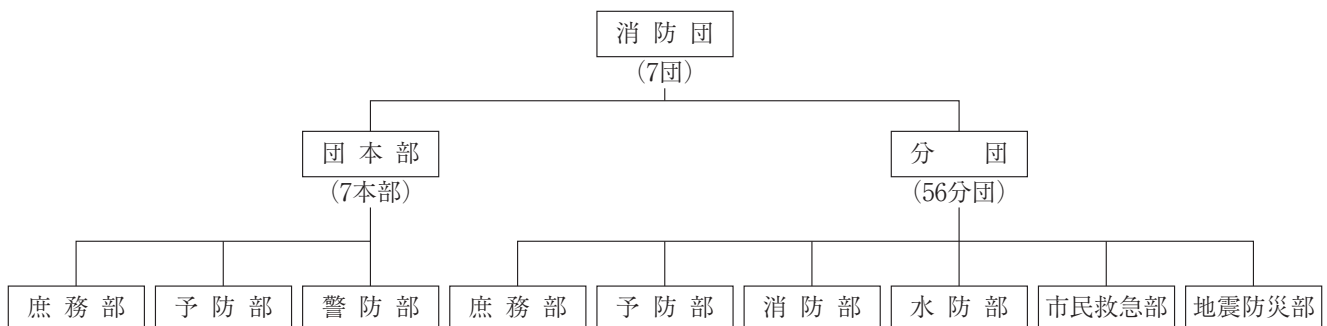 消防団
（7団）
団本部
（7本部）
分　団
（56分団）
庶務部
予防部
警防部
庶務部
予防部
消防部
水防部
市民救急部
地震防災部